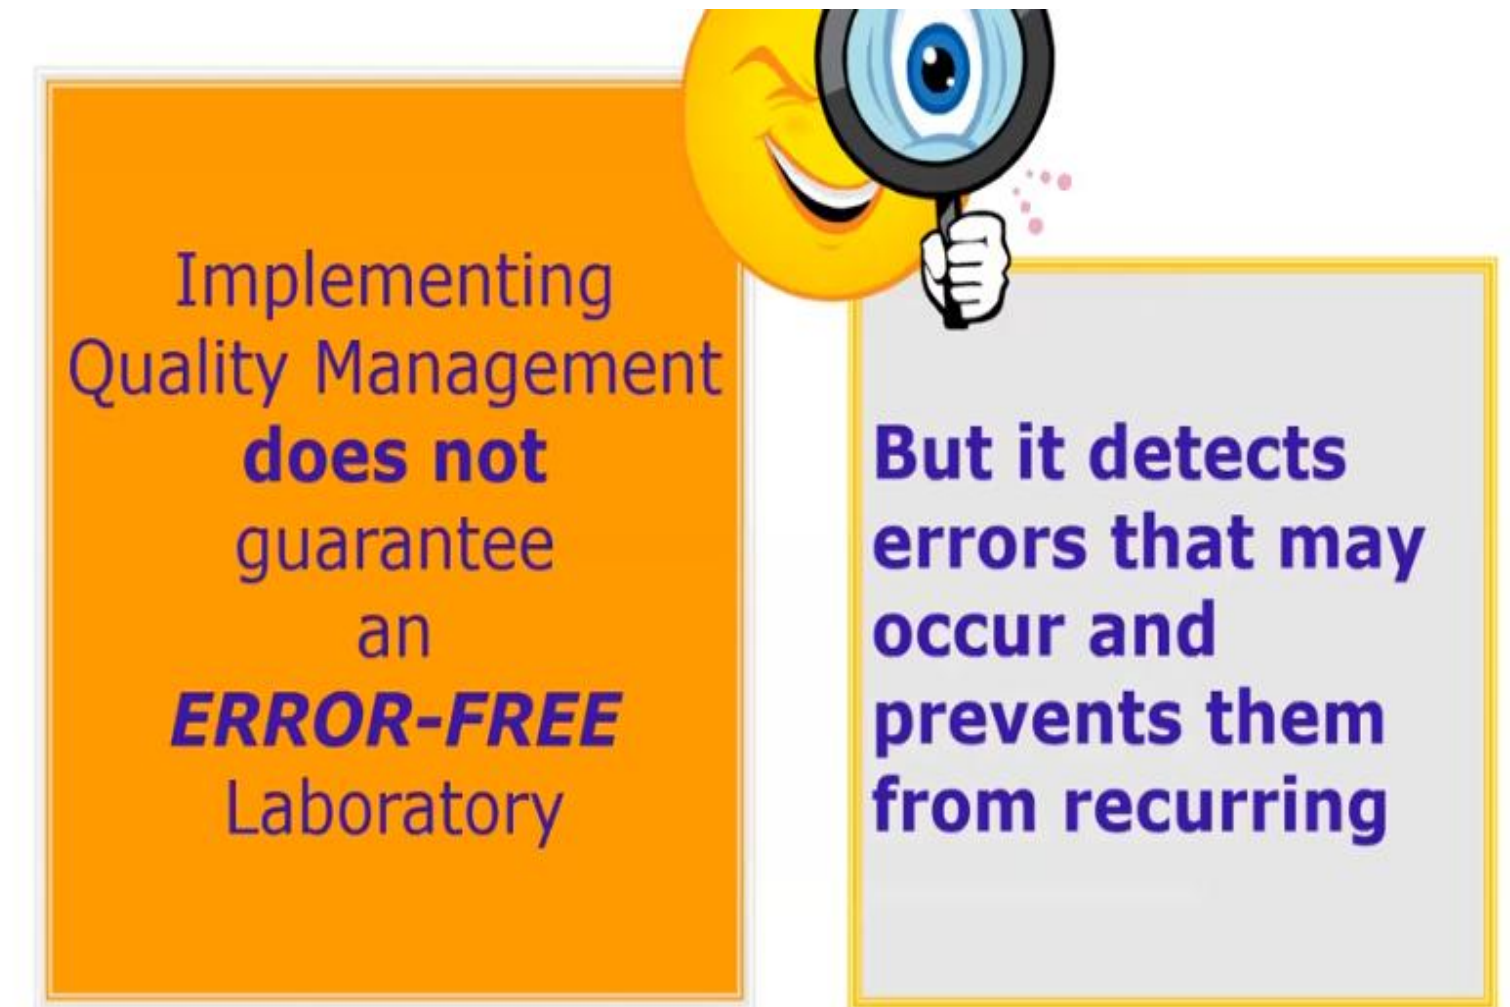 Implementing
Quality Management
does not
guarantee
an
ERROR-FREE
Laboratory
But it detects
errors that may
occur and
prevents them
from recurring